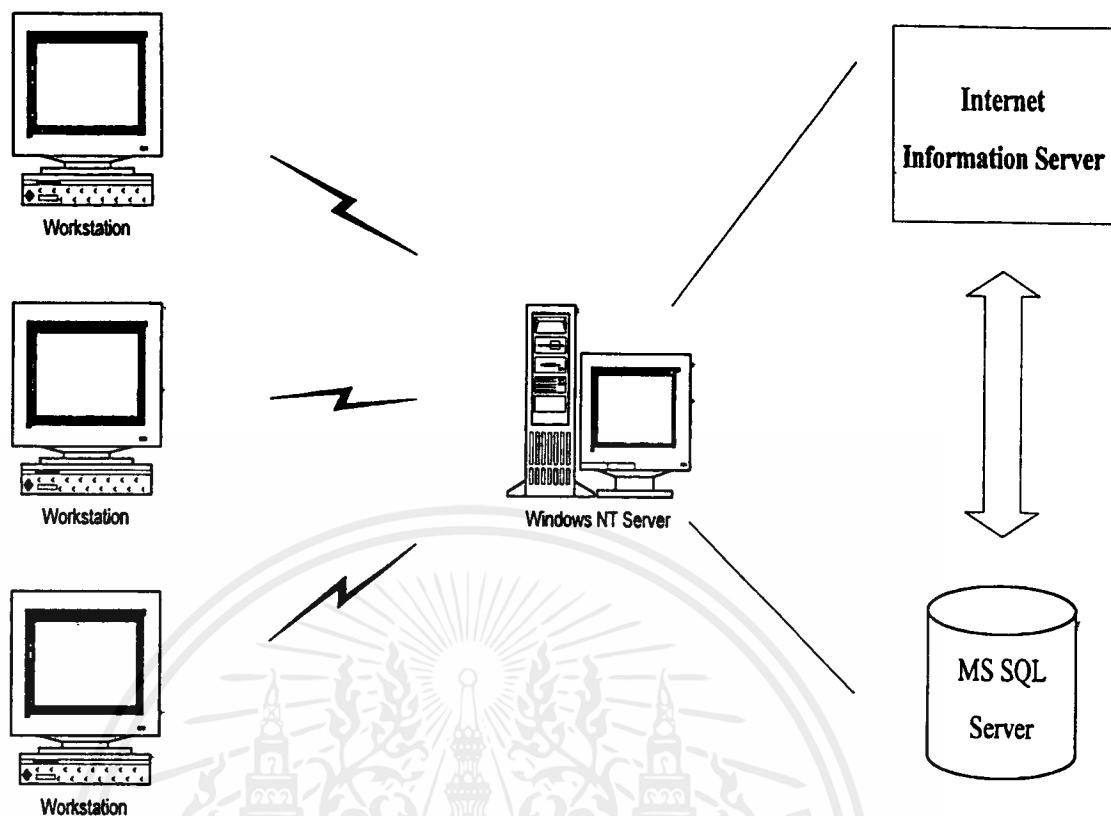 Workstation
Workstation
Workstation
Windows NT Server
Internet
Information Server
MS SQL
Server